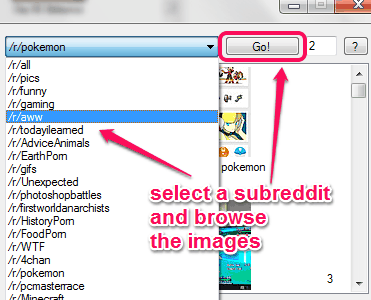 /r/pokemon
Go!
2
?
/r/all
/r/pics
/r/funny
/r/gaming
/r/aww
/r/todayilearned
/r/AdviceAnimals
/r/EarthPorn
/r/gifs
/r/Unexpected
/r/photoshopbattles
/r/firstworldanarchists
/r/HistoryPorn
/r/FoodPorn
/r/WTF
/r/4chan
/r/pokemon
/r/pcmasterrace
/r/Minecraft
pokemon
select a subreddit
and browse
the images
3